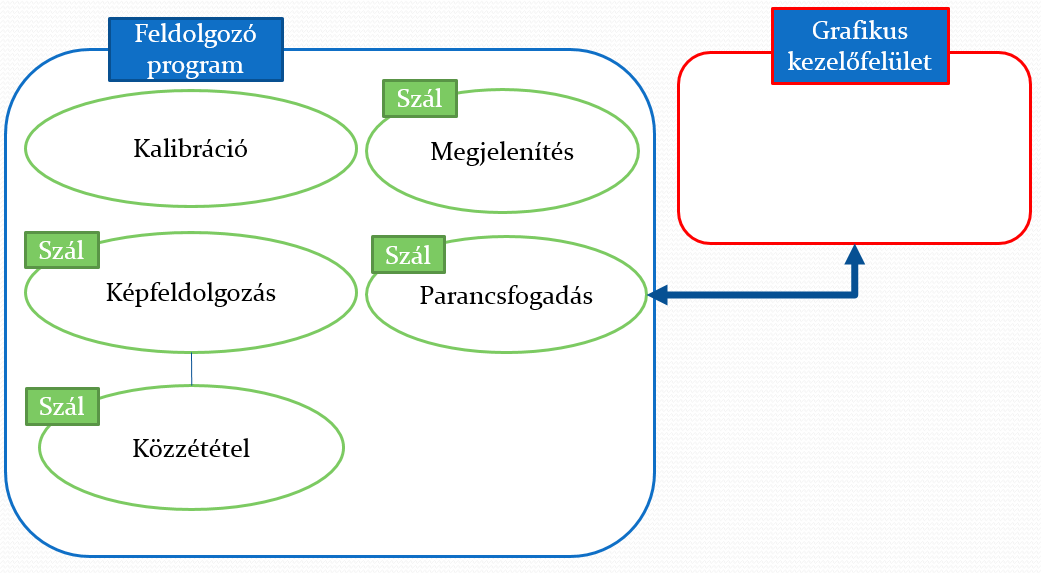 Feldolgozó
program
Grafikus
kezelőfelület
Kalibráció
Szál
Megjelenítés
Szál
Képfeldolgozás
Szál
Parancsfogadás
Szál
Közzététel